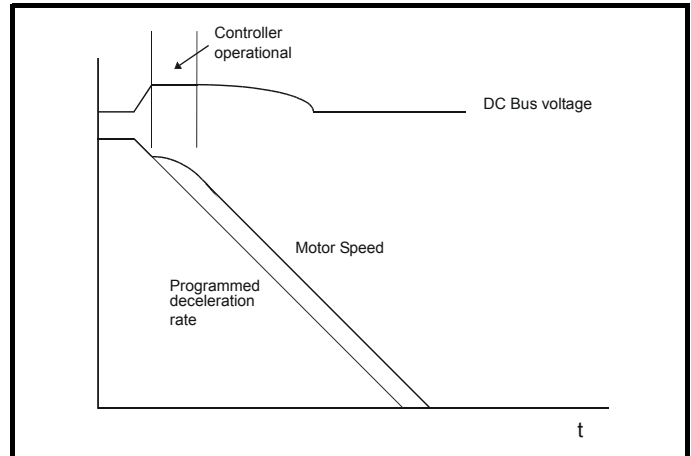 Controller
operational
DC Bus voltage
Motor Speed
Programmed
deceleration
rate
t